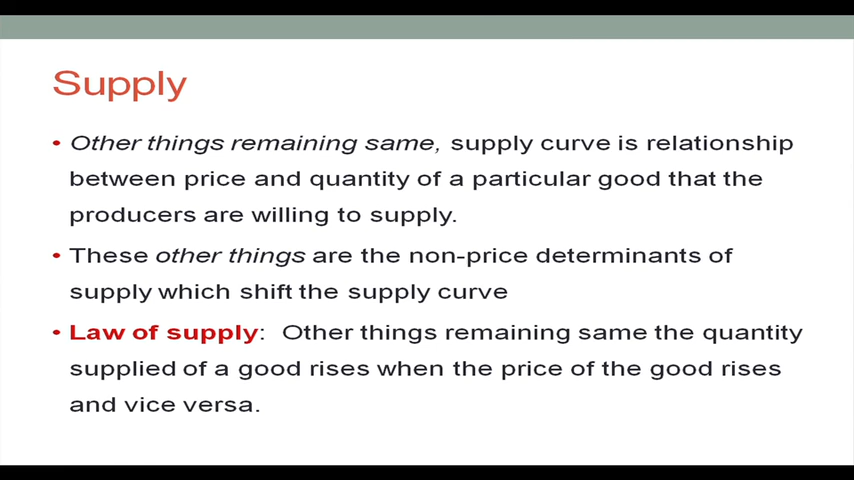 Supply
• Other things remaining same, supply curve is relationship
between price and quantity of a particular good that the
producers are willing to supply.
• These other things are the non-price determinants of
supply which shift the supply curve
• Law of supply: Other things remaining same the quantity
supplied of a good rises when the price of the good rises
and vice versa.